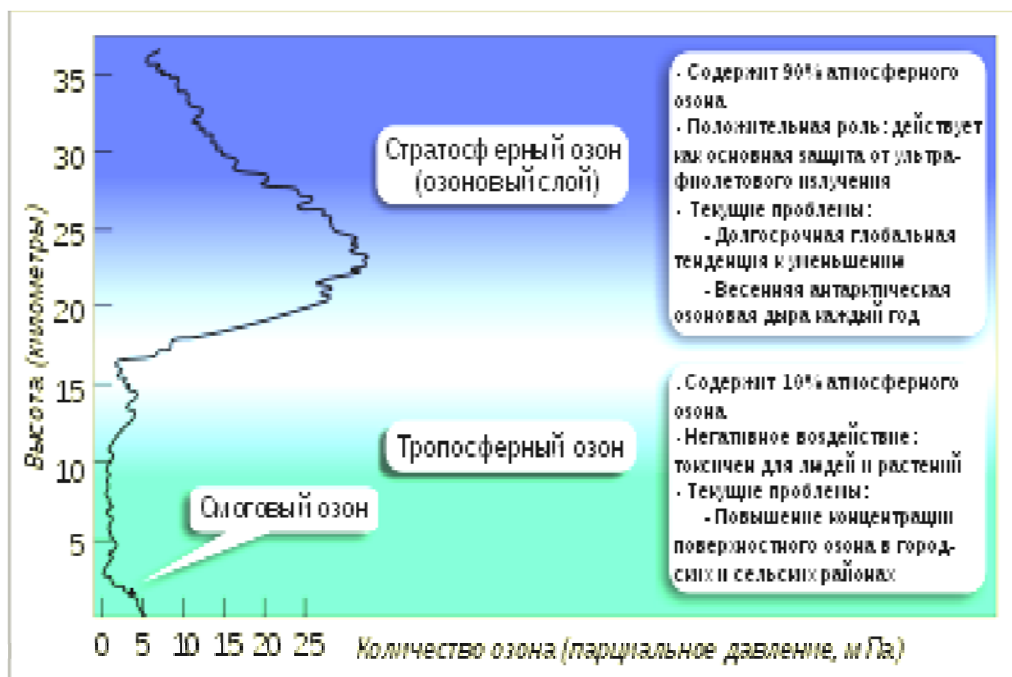 35
30
25
20
15
10
5
Высота (километры)
Стратосферный озон
(озоновый слой)
Тропосферный озон
Смоговый озон
- Содержит 90% атмосферного
озона.
- Положительная роль: действует
как основная защита от ультра-
фиолетового излучения
- Текущие проблемы:
- Долгосрочная глобальная
тенденция к уменьшению
- Весенняя антарктическая
озоновая дыра каждый год
. Содержит 10% атмосферного
озона.
- Негативное воздействие:
токсичен для людей и растений
- Текущие проблемы:
- Повышение концентрации
поверхностного озона в город-
ских и сельских районах
0 5 10 15 20 25
Количество озона (парциальное давление, мПа)